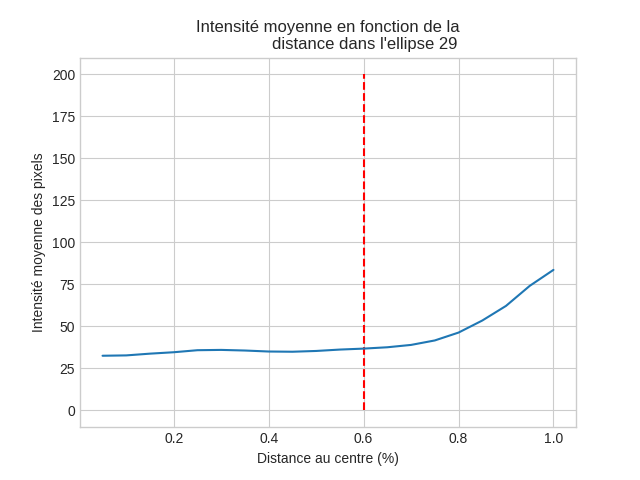 Intensité moyenne en fonction de la
distance dans l'ellipse 29
200
175
150
125
100
75
50
25
0
Intensité moyenne des pixels
0.2 0.4 0.6 0.8 1.0
Distance au centre (%)